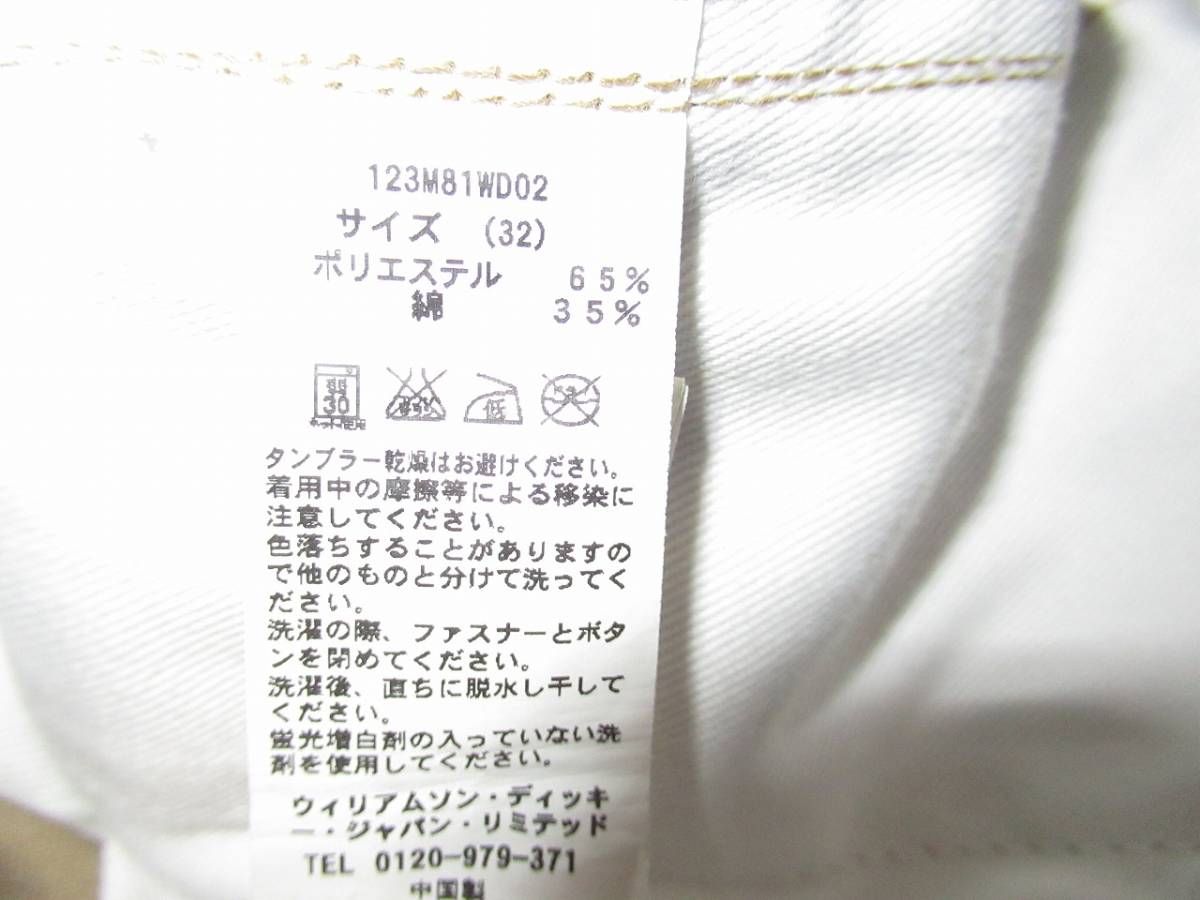 123M81WD02
サイズ (32)
ポリエステル 65%
綿 35%
弱
30
ネット使用
低
タンブラー乾燥はお避けください。
着用中の摩擦等による移染に
注意してください。
色落ちすることがありますの
で他のものと分けて洗ってく
ださい。
洗濯の際、ファスナーとボタ
ンを閉めてください。
洗濯後、直ちに脱水し干して
ください。
蛍光増白剤の入っていない洗
剤を使用してください。
ウィリアムソン・ディッキ
ー・ジャパン・リミテッド
TEL 0120-979-371
中国製